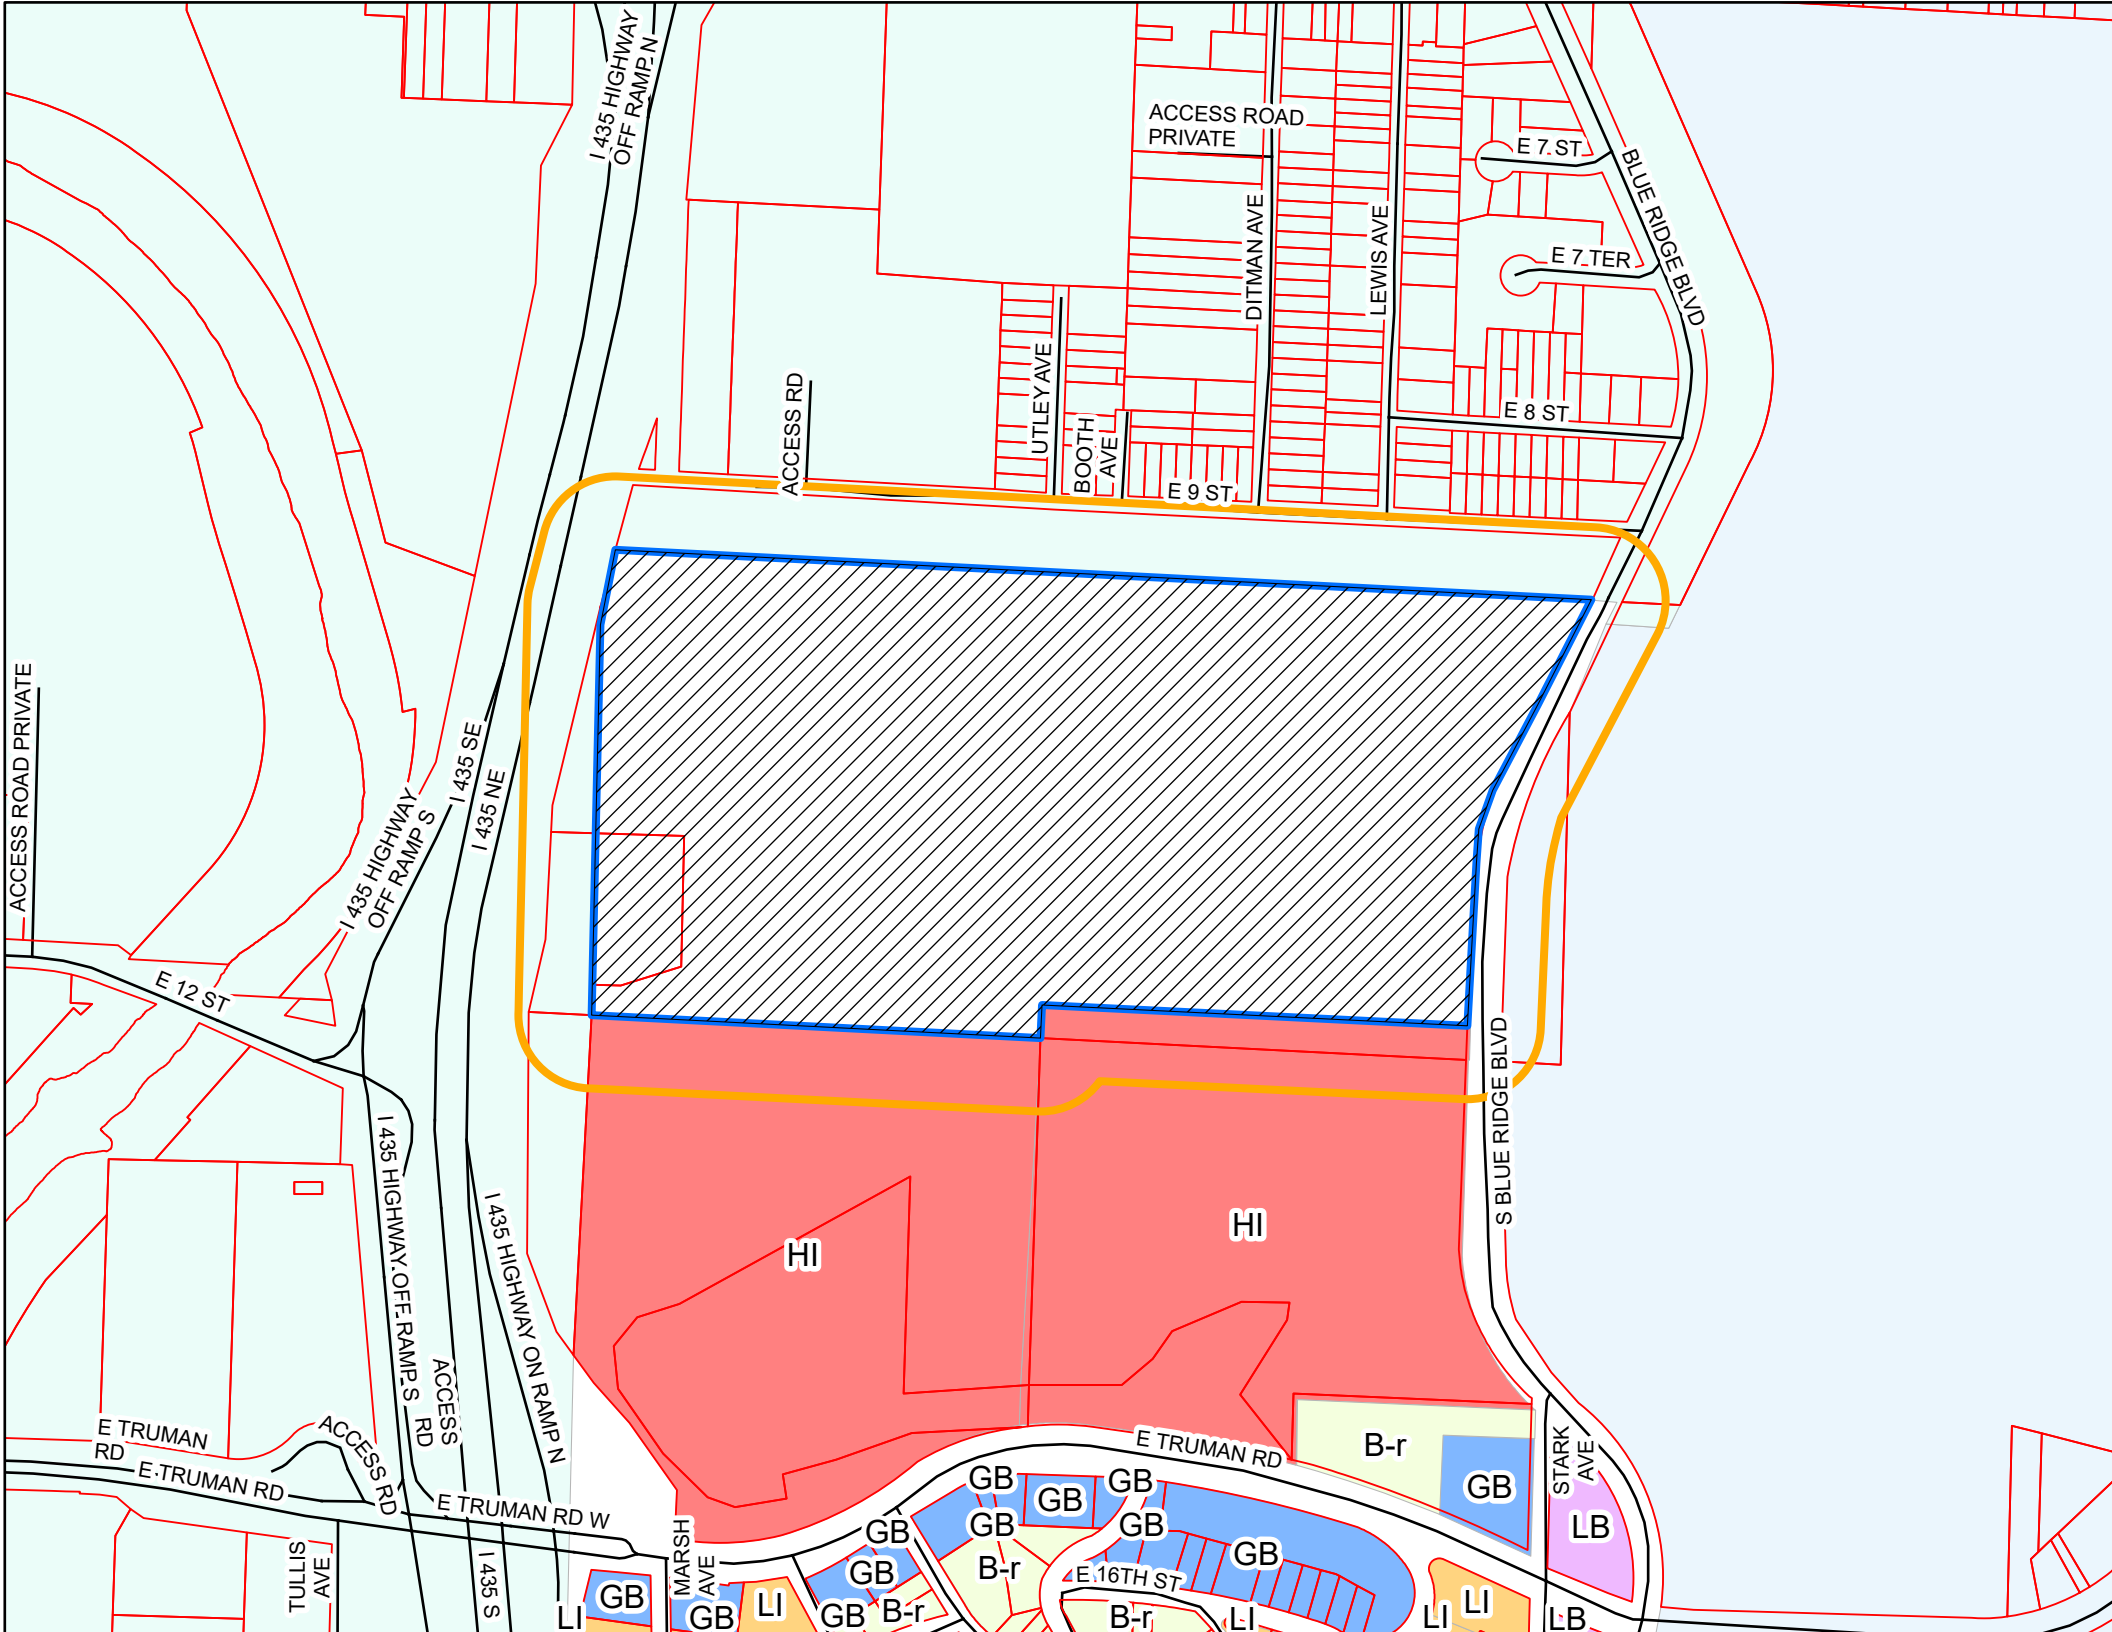 I 435 HIGHWAY
OFF RAMP N
ACCESS ROAD
PRIVATE
E 7 ST
BLUE RIDGE BLVD
E 7 TER
DITMAN AVE
LEWIS AVE
UTLEY AVE
ACCESS RD
BOOTH
AVE
E 8 ST
E 9 ST
ACCESS ROAD PRIVATE
I 435 SE
I 435 NE
I 435 HIGHWAY
OFF RAMP S
E 12 ST
S BLUE RIDGE BLVD
I 435 HIGHWAY OFF RAMP S
I 435 HIGHWAY ON RAMP N
HI
HI
ACCESS
RD
E TRUMAN
RD
ACCESS RD
E TRUMAN RD
E TRUMAN RD W
E TRUMAN RD
B-r
GB
STARK
AVE
LB
GB
GB
GB
GB
GB
GB
GB
GB
B-r
E 16TH ST
TULLIS
AVE
I 435 S
MARSH
AVE
GB
LI
GB
LI
GB
B-r
B-r
LI
LI
LI
LB